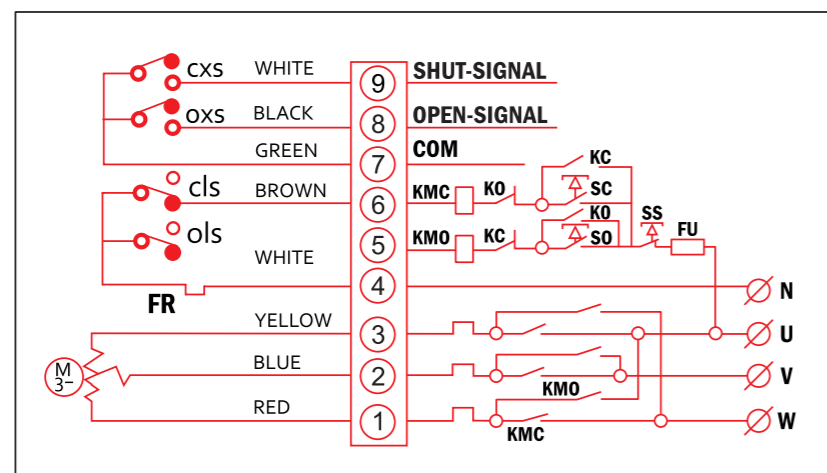 cxs WHITE 9 SHUT-SIGNAL
oxs BLACK 8 OPEN-SIGNAL
GREEN 7 COM
KC
cls BROWN 6 KMC KO SC
KO SS FU
ols 5 KMO KC SO
WHITE
FR 4 N
YELLOW 3 U
M
3~ BLUE 2 V
KMO
RED 1 W
KMC